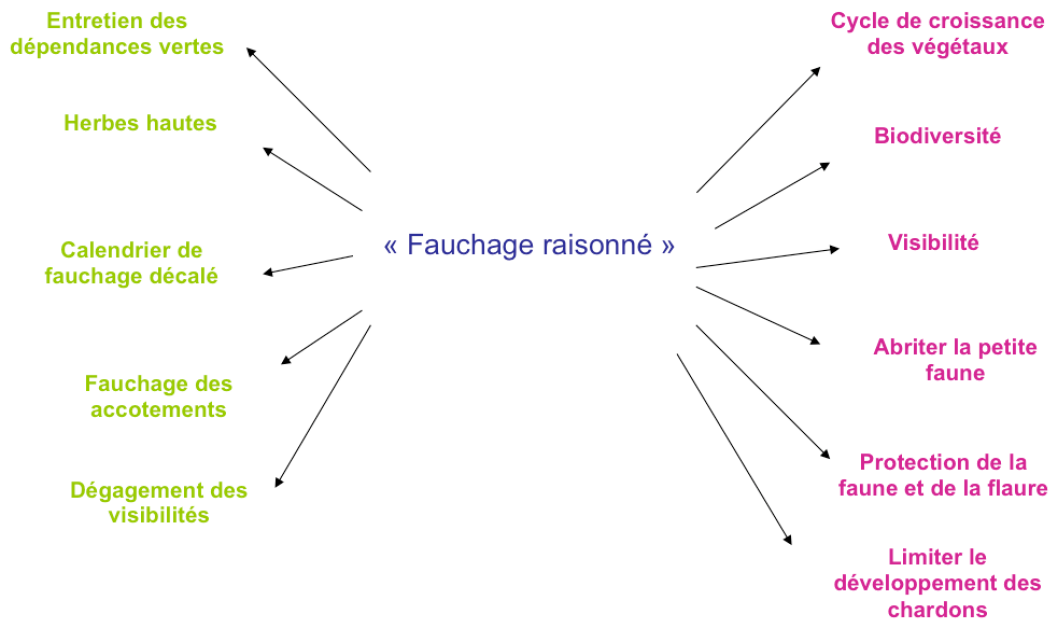 Entretien des
dépendances vertes
Herbes hautes
Calendrier de
fauchage décalé
Fauchage des
accotements
Dégagement des
visibilités
« Fauchage raisonné »
Cycle de croissance
des végétaux
Biodiversité
Visibilité
Abriter la petite
faune
Protection de la
faune et de la flaure
Limiter le
développement des
chardons